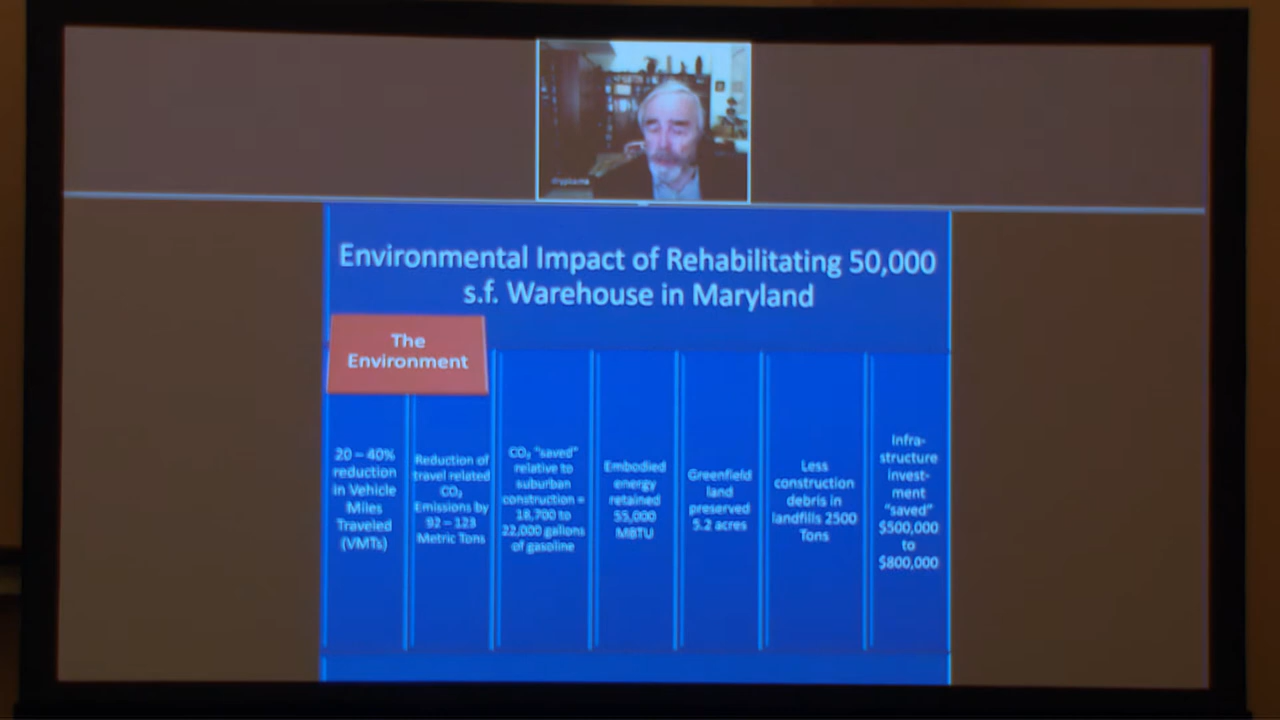 Environmental Impact of Rehabilitating 50,000
s.f. Warehouse in Maryland
The
Environment
20 – 40%
reduction
in Vehicle
Miles
Traveled
(VMTs)
Reduction of
travel related
CO₂
Emissions by
92 – 123
Metric Tons
CO₂ "saved"
relative to
suburban
construction =
18,700 to
22,000 gallons
of gasoline
Embodied
energy
retained
55,000
MBTU
Greenfield
land
preserved
5.2 acres
Less
construction
debris in
landfills 2500
Tons
Infra-
structure
invest-
ment
"saved"
$500,000
to
$800,000